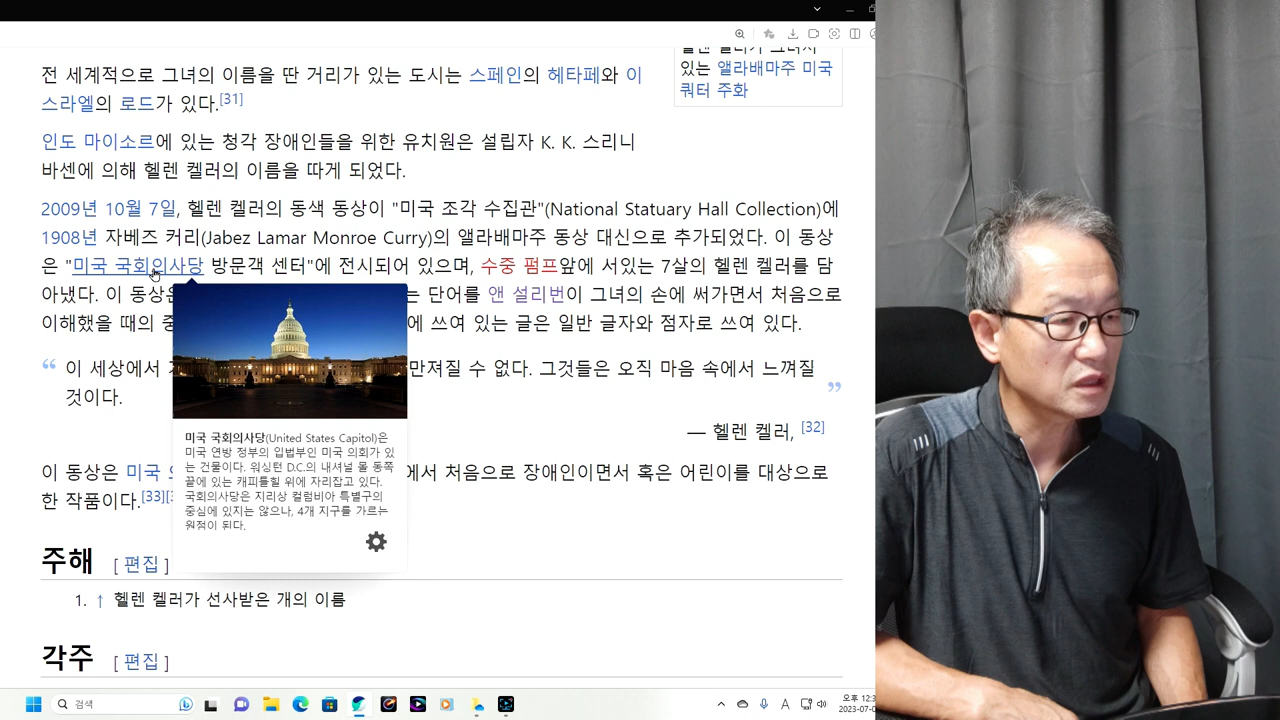 있는 앨라배마주 미국
쿼터 주화
전 세계적으로 그녀의 이름을 딴 거리가 있는 도시는 스페인의 헤타페와 이
스라엘의 로드가 있다.[31]
인도 마이소르에 있는 청각 장애인들을 위한 유치원은 설립자 K. K. 스리니
바센에 의해 헬렌 켈러의 이름을 따게 되었다.
2009년 10월 7일, 헬렌 켈러의 동색 동상이 "미국 조각 수집관"(National Statuary Hall Collection)에
1908년 자베즈 커리(Jabez Lamar Monroe Curry)의 앨라배마주 동상 대신으로 추가되었다. 이 동상
은 "미국 국회의사당 방문객 센터"에 전시되어 있으며, 수중 펌프앞에 서있는 7살의 헬렌 켈러를 담
아냈다. 이 동상은 는 단어를 앤 설리번이 그녀의 손에 써가면서 처음으로
이해했을 때의 에 쓰여 있는 글은 일반 글자와 점자로 쓰여 있다.
“ 이 세상에서 만져질 수 없다. 그것들은 오직 마음 속에서 느껴질
것이다. ”
— 헬렌 켈러, [32]
미국 국회의사당(United States Capitol)은
미국 연방 정부의 입법부인 미국 의회가 있
는 건물이다. 워싱턴 D.C.의 내셔널 몰 동쪽
끝에 있는 캐피틀힐 위에 자리잡고 있다.
국회의사당은 지리상 컬럼비아 특별구의
중심에 있지는 않으나, 4개 지구를 가르는
원점이 된다.
이 동상은 미국 에서 처음으로 장애인이면서 혹은 어린이를 대상으로
한 작품이다.[33]
주해 [ 편집 ]
1. ↑ 헬렌 켈러가 선사받은 개의 이름
각주 [ 편집 ]
검색
A
오후 12:3
2023-07-0